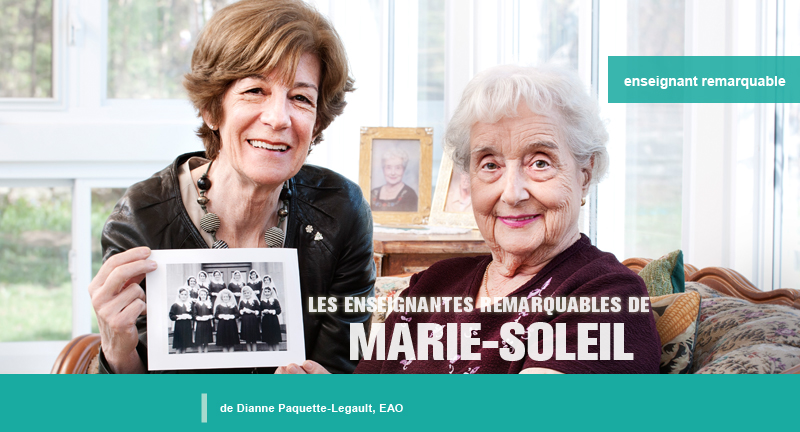 enseignant remarquable
LES ENSEIGNANTES REMARQUABLES DE
MARIE-SOLEIL
de Dianne Paquette-Legault, EAO